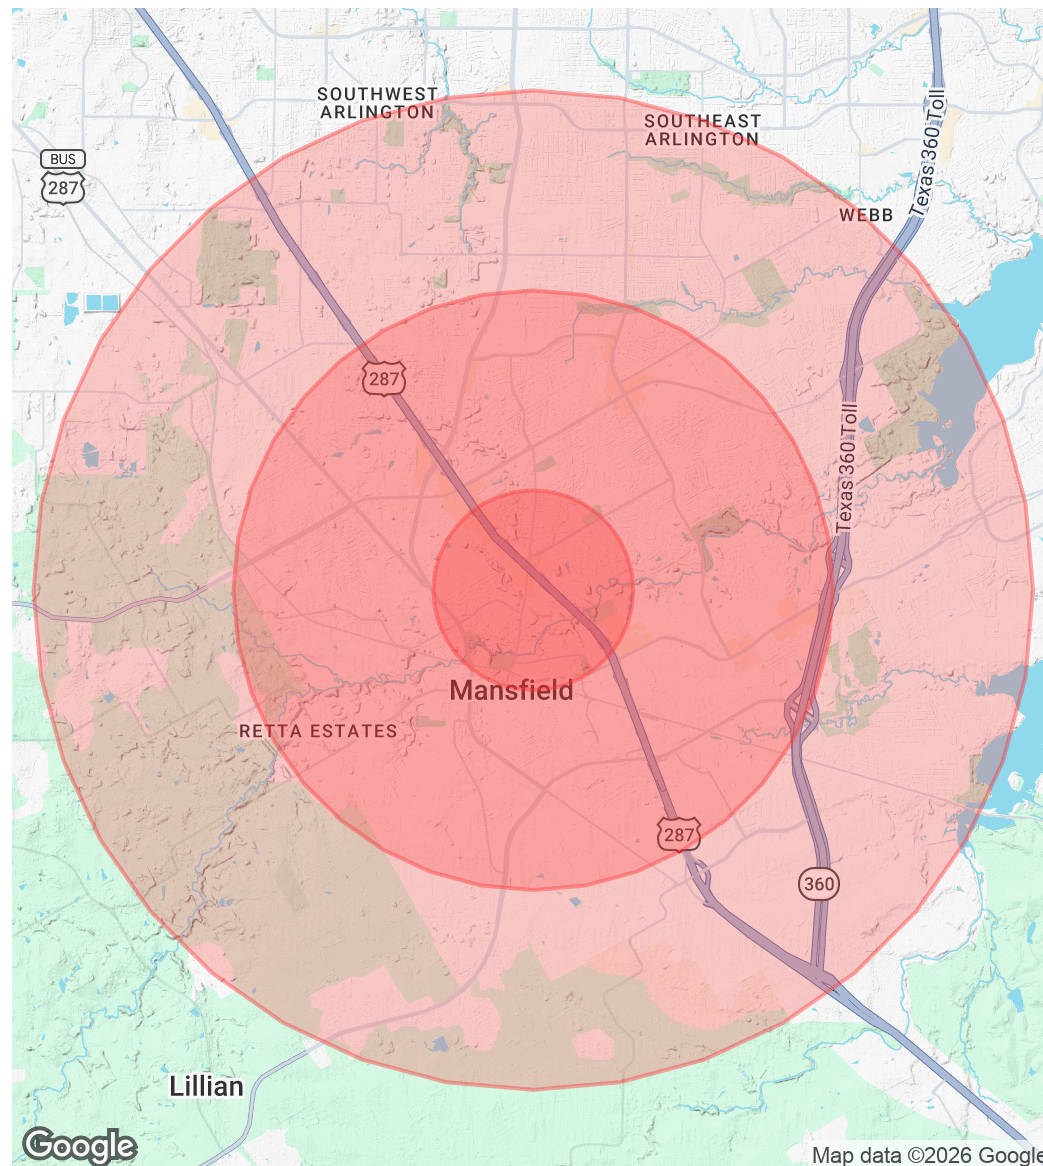 SOUTHWEST
ARLINGTON
SOUTHEAST
ARLINGTON
Texas 360 Toll
BUS
287
WEBB
287
Texas 360 Toll
Mansfield
RETTA ESTATES
287
360
Lillian
Google
Map data ©2026 Google